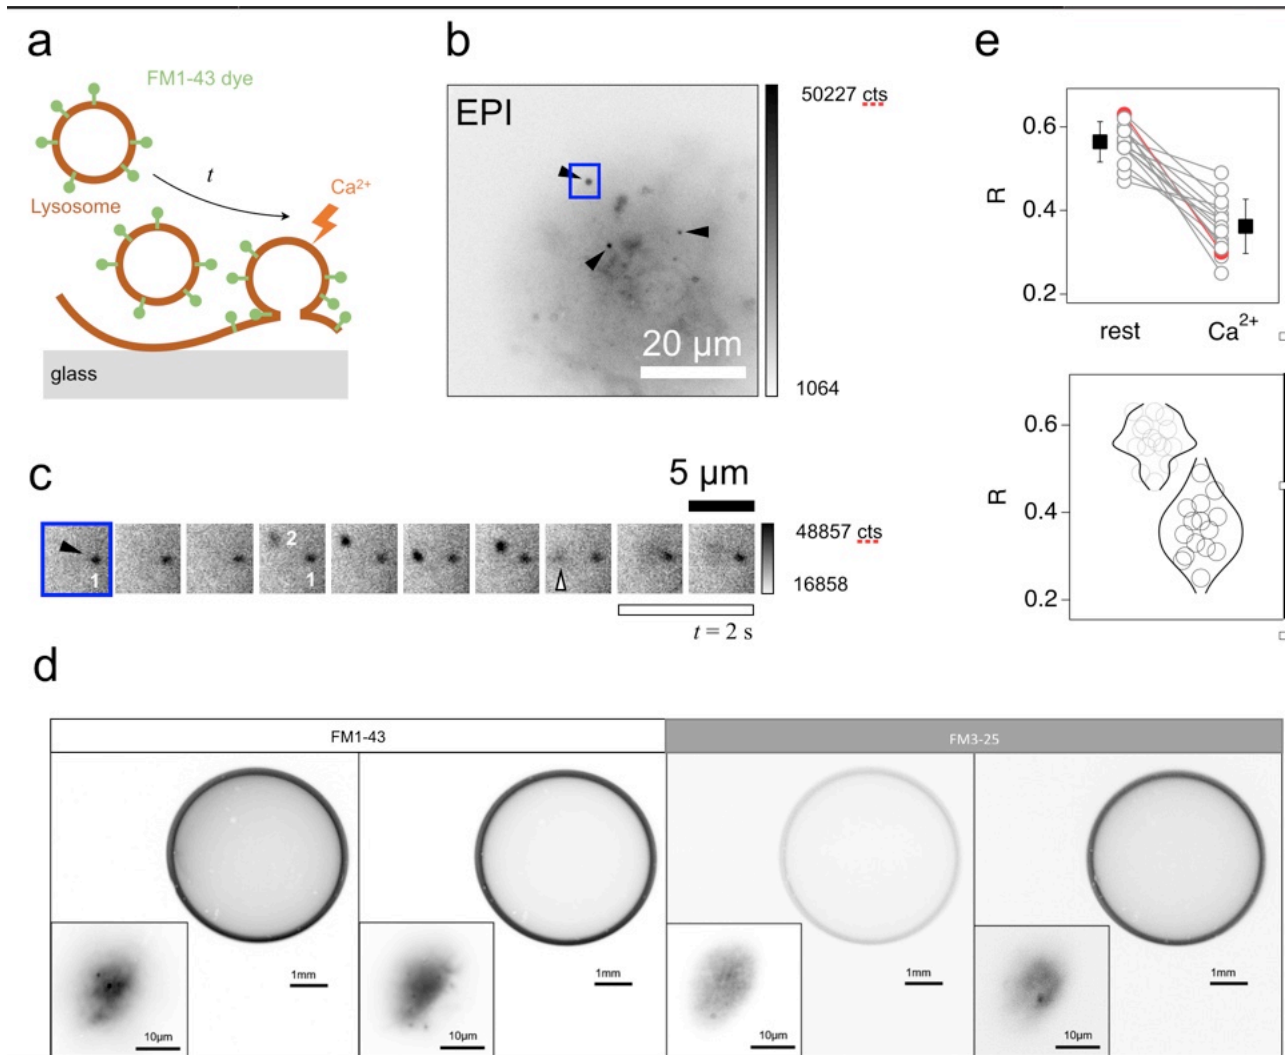 a
FM1-43 dye
t
Ca²⁺
Lysosome
glass
b
EPI
20 µm
50227 cts
1064
c
5 µm
1
2
1
48857 cts
16858
t = 2 s
d
FM1-43
FM3-25
1mm
10µm
1mm
10µm
1mm
10µm
1mm
10µm
e
0.6
0.4
0.2
R
rest
Ca²⁺
0.6
0.4
0.2
R